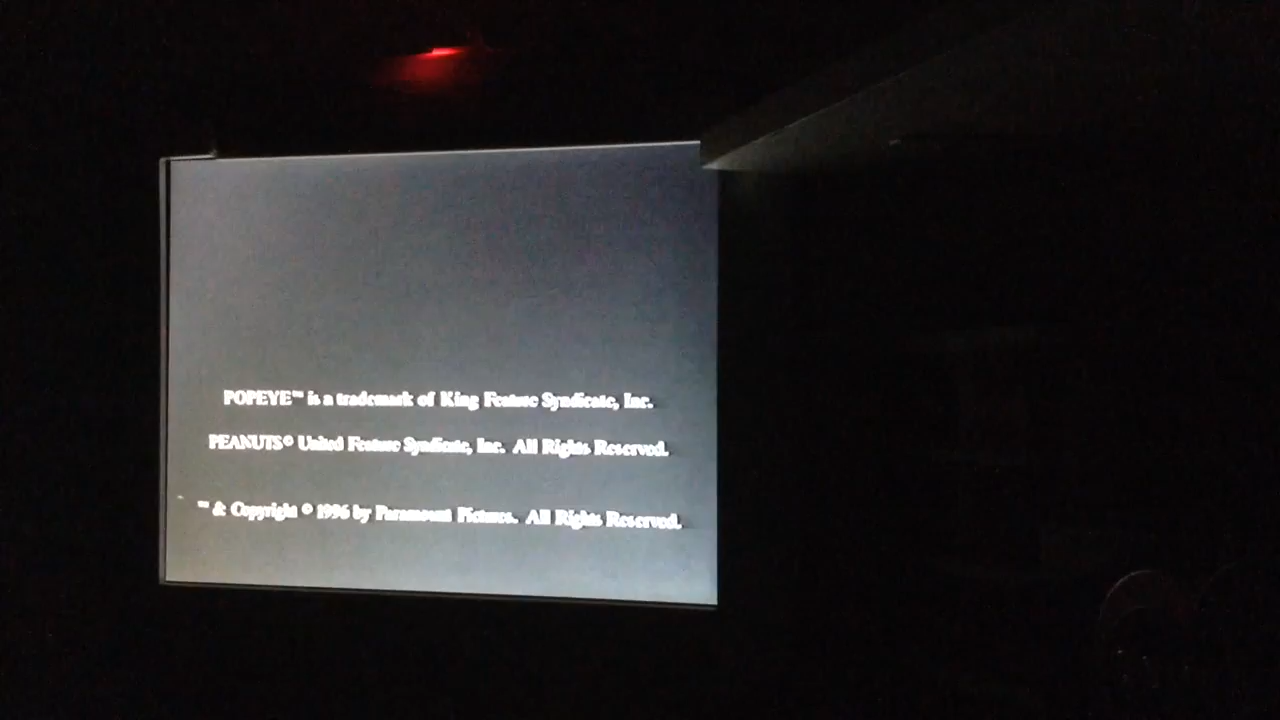 POPEYE™ is a trademark of King Feature Syndicate, Inc.
PEANUTS© United Feature Syndicate, Inc. All Rights Reserved.
™ & Copyright © 1996 by Paramount Pictures. All Rights Reserved.